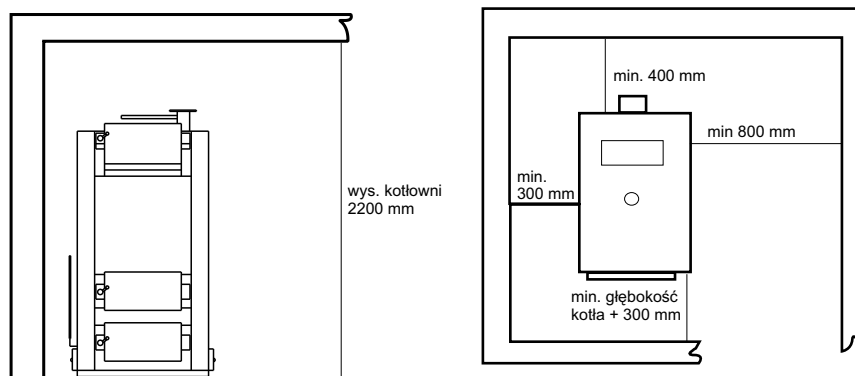 wys. kotłowni
2200 mm
min. 400 mm
min 800 mm
min.
300 mm
min. głębokość
kotła + 300 mm